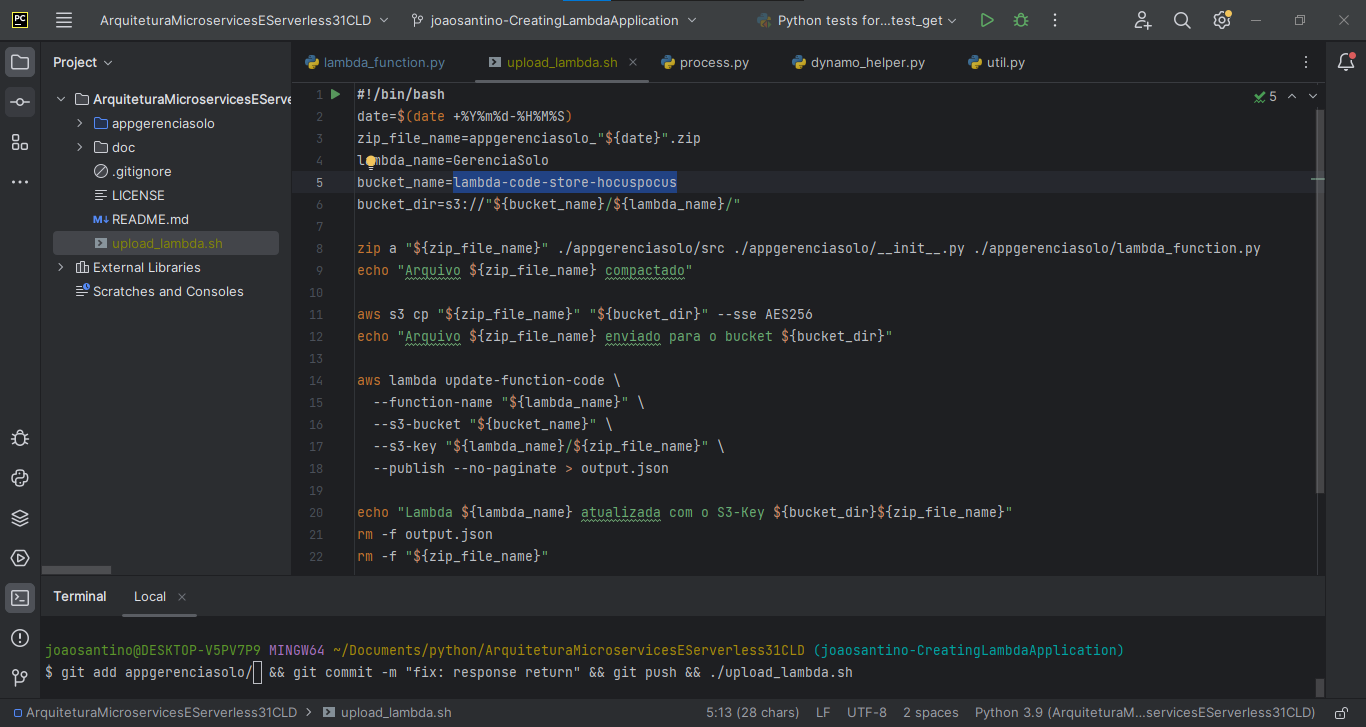 PC ArquiteturaMicroservicesEServerless31CLD joaosantino-CreatingLambdaApplication Python tests for...test_get
Project
lambda_function.py upload_lambda.sh process.py dynamo_helper.py util.py
ArquiteturaMicroservicesEServe
appgerenciasolo
doc
.gitignore
LICENSE
M↓ README.md
upload_lambda.sh
External Libraries
Scratches and Consoles
5
1 #!/bin/bash
2 date=$(date +%Y%m%d-%H%M%S)
3 zip_file_name=appgerenciasolo_"${date}".zip
4 lambda_name=GerenciaSolo
5 bucket_name=lambda-code-store-hocuspocus
6 bucket_dir=s3://"${bucket_name}/${lambda_name}/"
7
8 zip a "${zip_file_name}" ./appgerenciasolo/src ./appgerenciasolo/__init__.py ./appgerenciasolo/lambda_function.py
9 echo "Arquivo ${zip_file_name} compactado"
10
11 aws s3 cp "${zip_file_name}" "${bucket_dir}" --sse AES256
12 echo "Arquivo ${zip_file_name} enviado para o bucket ${bucket_dir}"
13
14 aws lambda update-function-code \
15 --function-name "${lambda_name}" \
16 --s3-bucket "${bucket_name}" \
17 --s3-key "${lambda_name}/${zip_file_name}" \
18 --publish --no-paginate > output.json
19
20 echo "Lambda ${lambda_name} atualizada com o S3-Key ${bucket_dir}${zip_file_name}"
21 rm -f output.json
22 rm -f "${zip_file_name}"
Terminal Local
joaosantino@DESKTOP-V5PV7P9 MINGW64 ~/Documents/python/ArquiteturaMicroservicesEServerless31CLD (joaosantino-CreatingLambdaApplication)
$ git add appgerenciasolo/ && git commit -m "fix: response return" && git push && ./upload_lambda.sh
ArquiteturaMicroservicesEServerless31CLD > upload_lambda.sh 5:13 (28 chars) LF UTF-8 2 spaces Python 3.9 (ArquiteturaM...servicesEServerless31CLD)